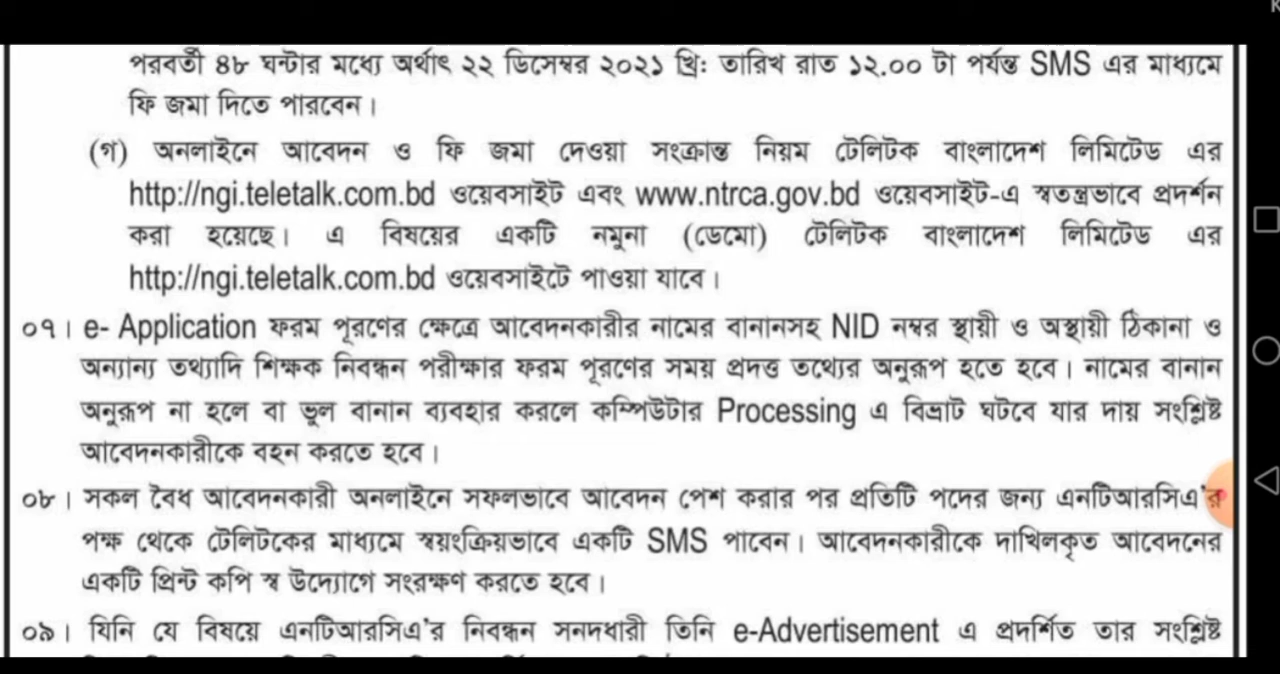 পরবর্তী ৪৮ ঘন্টার মধ্যে অর্থাৎ ২২ ডিসেম্বর ২০২১ খ্রি: তারিখ রাত ১২.০০ টা পর্যন্ত SMS এর মাধ্যমে
ফি জমা দিতে পারবেন।
(গ) অনলাইনে আবেদন ও ফি জমা দেওয়া সংক্রান্ত নিয়ম টেলিটক বাংলাদেশ লিমিটেড এর
http://ngi.teletalk.com.bd ওয়েবসাইট এবং www.ntrca.gov.bd ওয়েবসাইট-এ স্বতন্ত্রভাবে প্রদর্শন
করা হয়েছে। এ বিষয়ের একটি নমুনা (ডেমো) টেলিটক বাংলাদেশ লিমিটেড এর
http://ngi.teletalk.com.bd ওয়েবসাইটে পাওয়া যাবে।
০৭। e- Application ফরম পূরণের ক্ষেত্রে আবেদনকারীর নামের বানানসহ NID নম্বর স্থায়ী ও অস্থায়ী ঠিকানা ও
অন্যান্য তথ্যাদি শিক্ষক নিবন্ধন পরীক্ষার ফরম পূরণের সময় প্রদত্ত তথ্যের অনুরূপ হতে হবে। নামের বানান
অনুরূপ না হলে বা ভুল বানান ব্যবহার করলে কম্পিউটার Processing এ বিভ্রাট ঘটবে যার দায় সংশ্লিষ্ট
আবেদনকারীকে বহন করতে হবে।
০৮। সকল বৈধ আবেদনকারী অনলাইনে সফলভাবে আবেদন পেশ করার পর প্রতিটি পদের জন্য এনটিআরসিএ'র
পক্ষ থেকে টেলিটকের মাধ্যমে স্বয়ংক্রিয়ভাবে একটি SMS পাবেন। আবেদনকারীকে দাখিলকৃত আবেদনের
একটি প্রিন্ট কপি স্ব উদ্যোগে সংরক্ষণ করতে হবে।
০৯। যিনি যে বিষয়ে এনটিআরসিএ'র নিবন্ধন সনদধারী তিনি e-Advertisement এ প্রদর্শিত তার সংশ্লিষ্ট